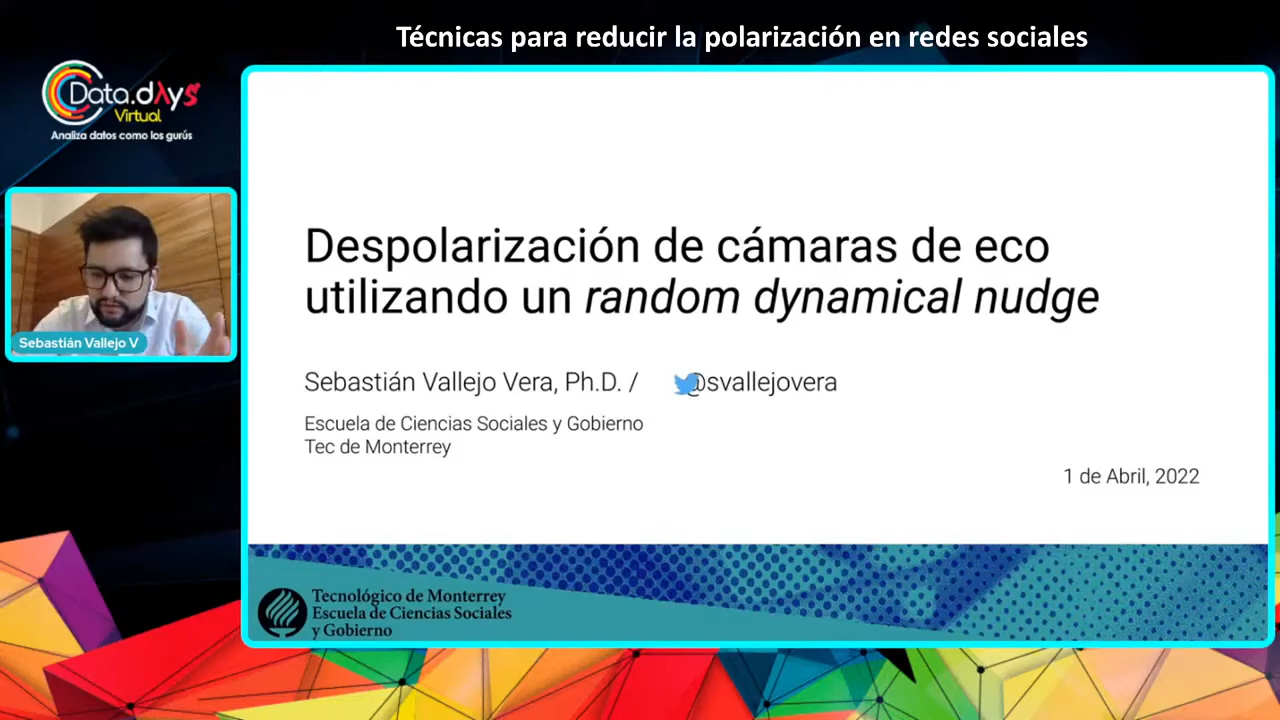 Técnicas para reducir la polarización en redes sociales
Data.dAys
Virtual
Analiza datos como los gurús
Sebastián Vallejo V
Despolarización de cámaras de eco
utilizando un random dynamical nudge
Sebastián Vallejo Vera, Ph.D. / @svallejovera
Escuela de Ciencias Sociales y Gobierno
Tec de Monterrey
1 de Abril, 2022
Tecnológico de Monterrey
Escuela de Ciencias Sociales
y Gobierno